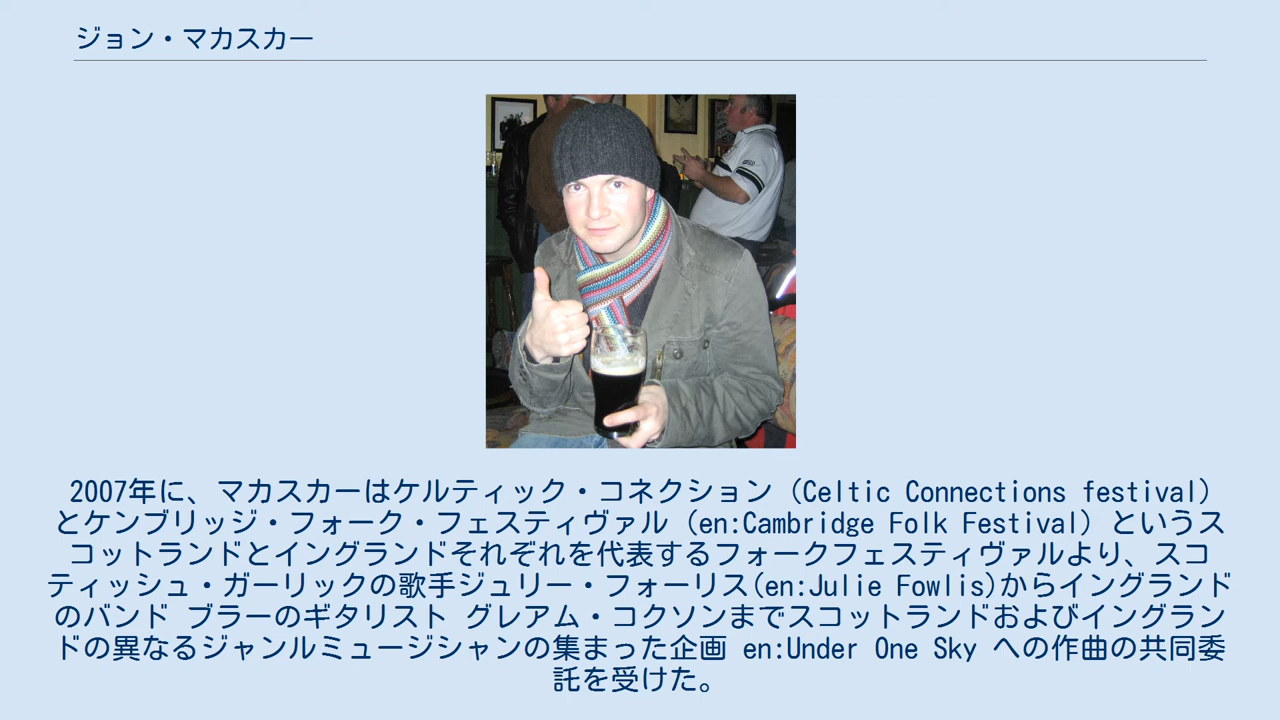 ジョン・マカスカー
2007年に、マカスカーはケルティック・コネクション（Celtic Connections festival）
とケンブリッジ・フォーク・フェスティヴァル（en:Cambridge Folk Festival）というス
コットランドとイングランドそれぞれを代表するフォークフェスティヴァルより、スコ
ティッシュ・ガーリックの歌手ジュリー・フォーリス(en:Julie Fowlis)からイングランド
のバンド ブラーのギタリスト グレアム・コクソンまでスコットランドおよびイングラン
ドの異なるジャンルミュージシャンの集まった企画 en:Under One Sky への作曲の共同委
託を受けた。